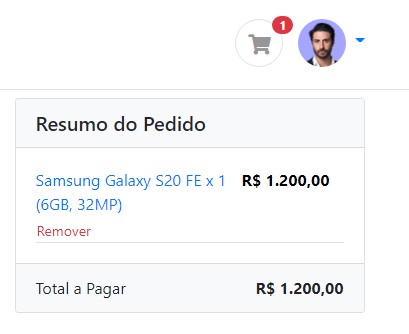 1
Resumo do Pedido
Samsung Galaxy S20 FE x 1 R$ 1.200,00
(6GB, 32MP)
Remover
Total a Pagar R$ 1.200,00